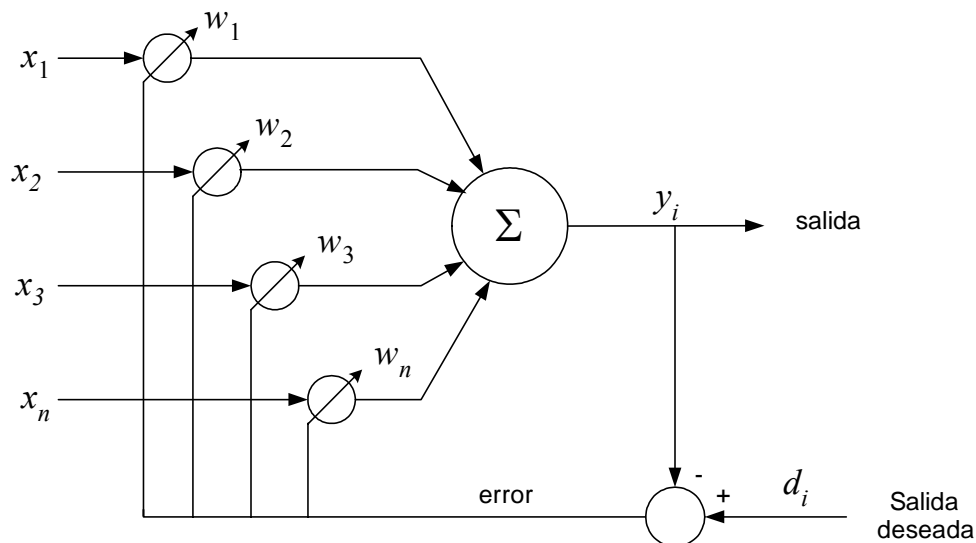 w₁
x₁
w₂
x₂
yᵢ
salida
Σ
w₃
x₃
wₙ
xₙ
-
error
+
dᵢ
Salida
deseada